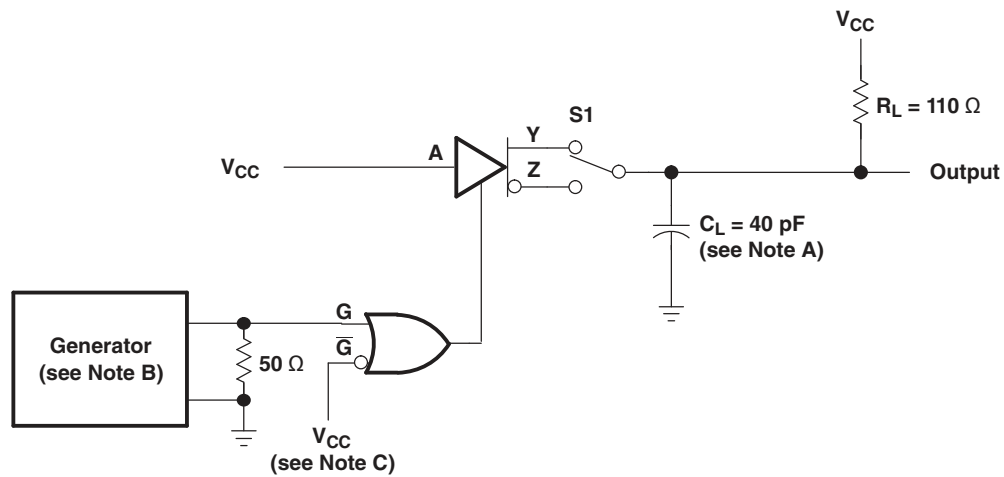 VCC
RL = 110 Ω
S1
Y
A
Z
VCC
Output
CL = 40 pF
(see Note A)
G
G̅
Generator
(see Note B)
50 Ω
VCC
(see Note C)